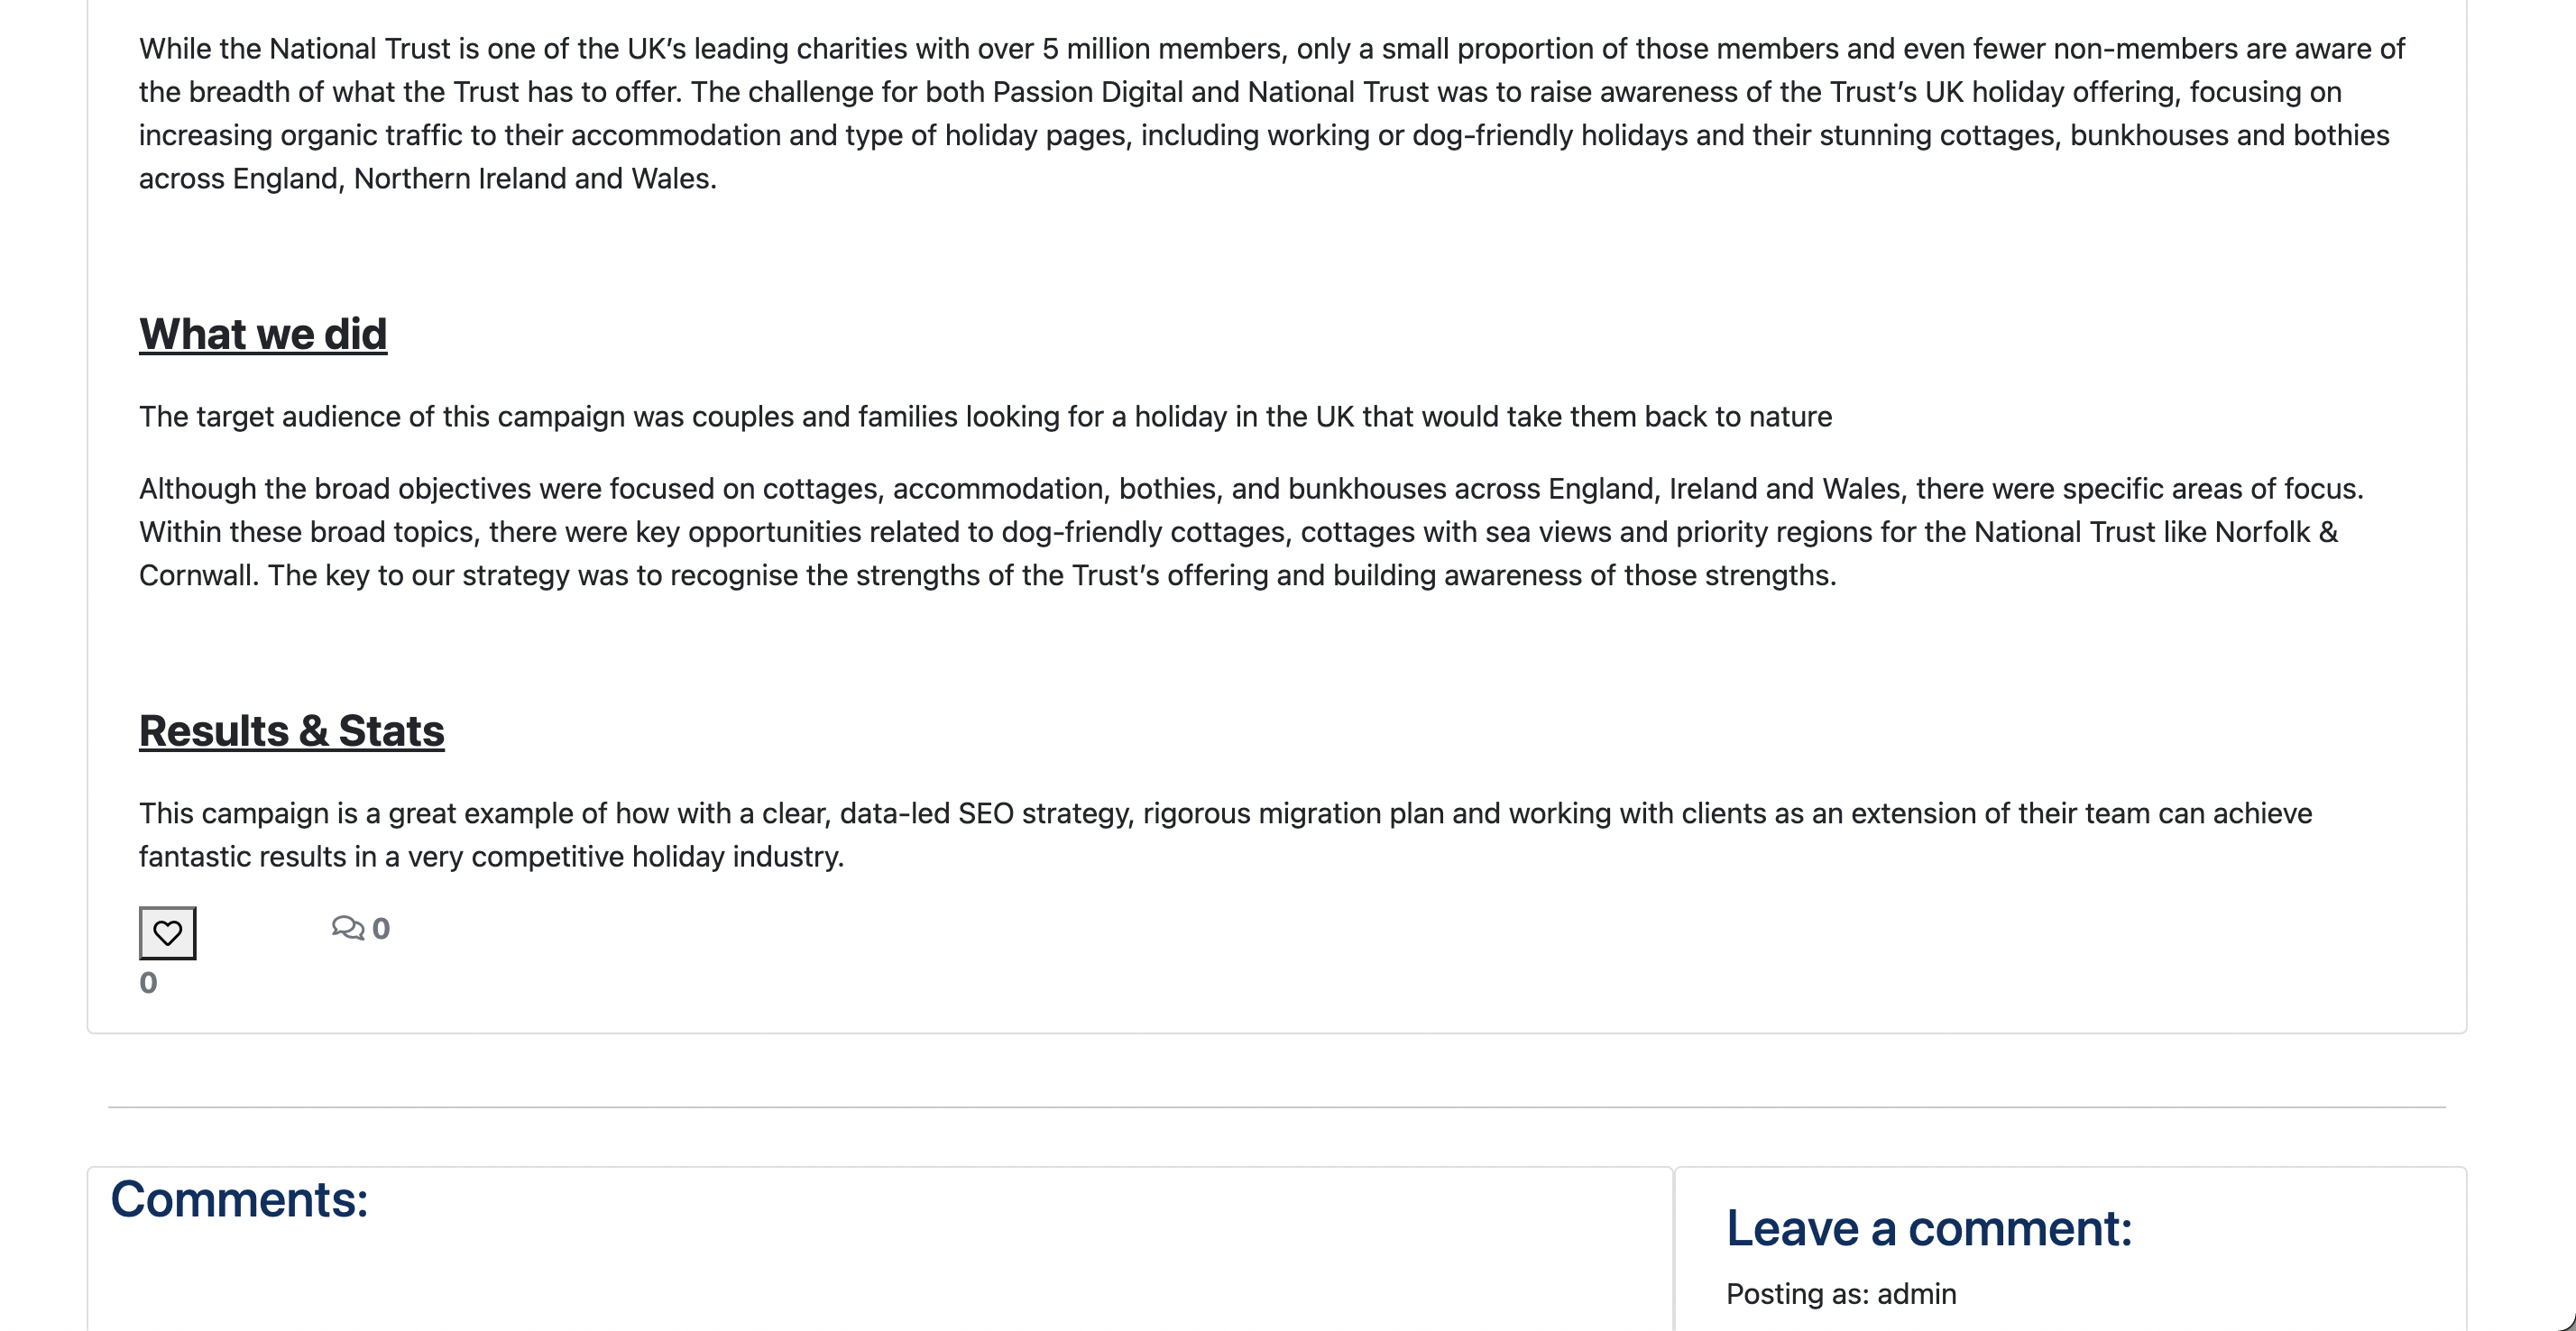 While the National Trust is one of the UK’s leading charities with over 5 million members, only a small proportion of those members and even fewer non-members are aware of
the breadth of what the Trust has to offer. The challenge for both Passion Digital and National Trust was to raise awareness of the Trust’s UK holiday offering, focusing on
increasing organic traffic to their accommodation and type of holiday pages, including working or dog-friendly holidays and their stunning cottages, bunkhouses and bothies
across England, Northern Ireland and Wales.
What we did
The target audience of this campaign was couples and families looking for a holiday in the UK that would take them back to nature
Although the broad objectives were focused on cottages, accommodation, bothies, and bunkhouses across England, Ireland and Wales, there were specific areas of focus.
Within these broad topics, there were key opportunities related to dog-friendly cottages, cottages with sea views and priority regions for the National Trust like Norfolk &
Cornwall. The key to our strategy was to recognise the strengths of the Trust’s offering and building awareness of those strengths.
Results & Stats
This campaign is a great example of how with a clear, data-led SEO strategy, rigorous migration plan and working with clients as an extension of their team can achieve
fantastic results in a very competitive holiday industry.
0
0
Comments:
Leave a comment:
Posting as: admin